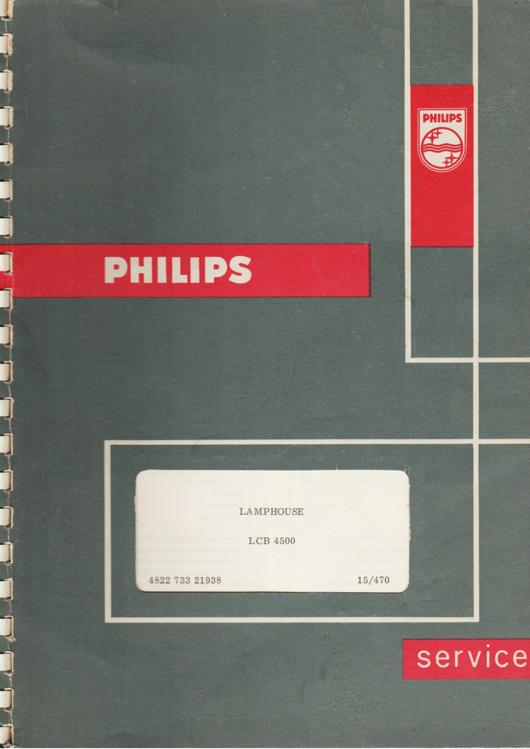 PHILIPS
PHILIPS
LAMPHOUSE
LCB 4500
4822 733 21938 15/470
service